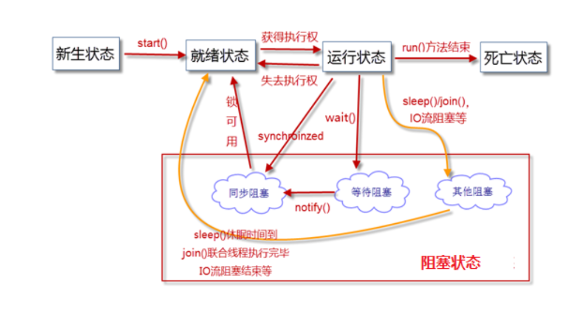 新生状态
start()
就绪状态
获得执行权
失去执行权
运行状态
run()方法结束
死亡状态
锁
可
用
synchroinzed
wait()
sleep()/join(),
IO流阻塞等
同步阻塞
notify()
等待阻塞
其他阻塞
sleep()休眠时间到
join()联合线程执行完毕
IO流阻塞结束等
阻塞状态